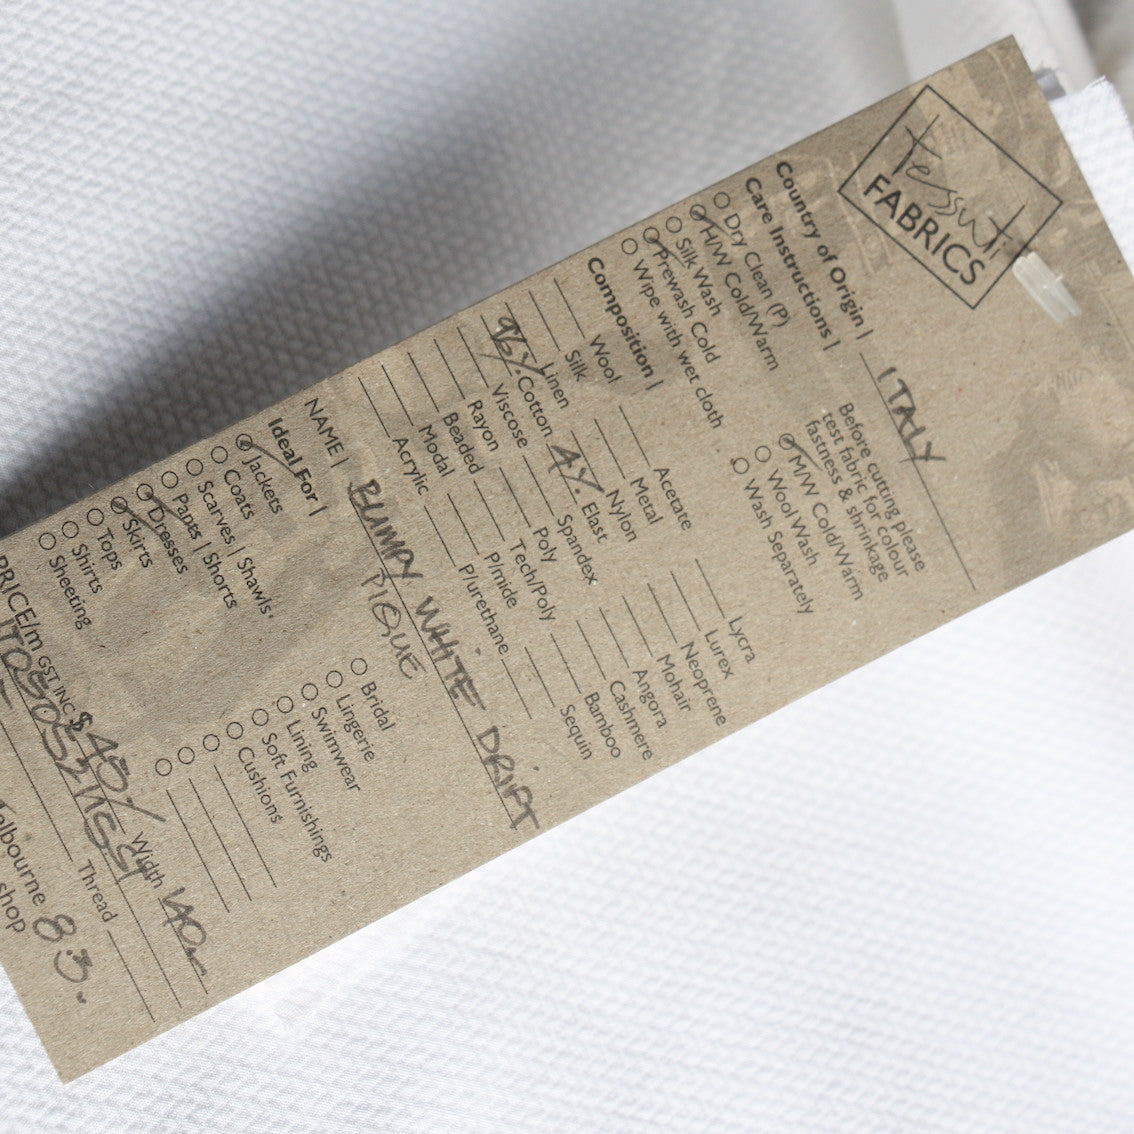 tessuti
FABRICS
Country of Origin | ITALY
Care Instructions |
Before cutting please
test fabric for colour
fastness & shrinkage
Dry Clean (P)
H/W Cold/Warm
Silk Wash
Prewash Cold
Wipe with wet cloth
M/W Cold/Warm
Wool Wash
Wash Separately
Composition |
Wool
Silk
Linen
96%. Cotton
Viscose
Rayon
Beaded
Modal
Acrylic
Acetate
Metal
Nylon
4%. Elast
Spandex
Poly
Tech/Poly
P/mide
P/urethane
Lycra
Lurex
Neoprene
Mohair
Angora
Cashmere
Bamboo
Sequin
NAME | BUMPY WHITE DRIFT
PIQUE
Ideal For |
Jackets
Coats
Scarves | Shawls
Pants | Shorts
Dresses
Skirts
Tops
Shirts
Sheeting
Bridal
Lingerie
Swimwear
Lining
Soft Furnishings
Cushions
PRICE/m GST INC $48./ Width 140
Thread
elbourne 83
shop